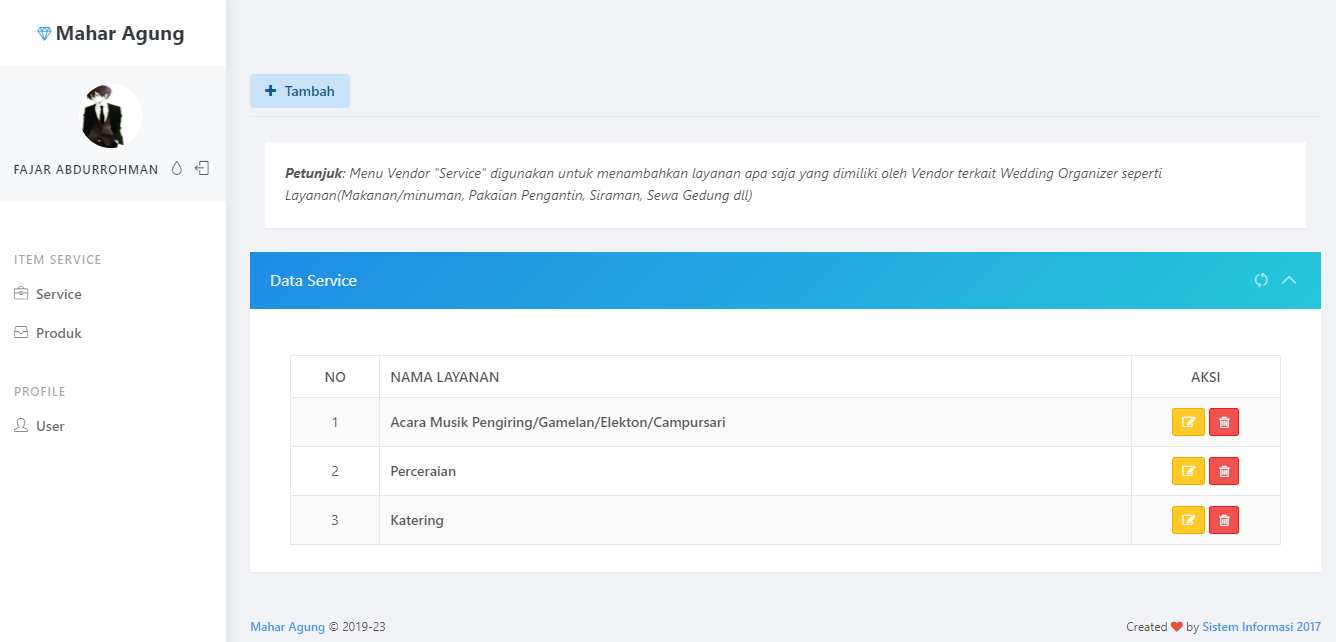 Mahar Agung
FAJAR ABDURROHMAN
ITEM SERVICE
Service
Produk
PROFILE
User
Tambah
Petunjuk: Menu Vendor "Service" digunakan untuk menambahkan layanan apa saja yang dimiliki oleh Vendor terkait Wedding Organizer seperti
Layanan(Makanan/minuman, Pakaian Pengantin, Siraman, Sewa Gedung dll)
Data Service
NO NAMA LAYANAN AKSI
1 Acara Musik Pengiring/Gamelan/Elekton/Campursari
2 Perceraian
3 Katering
Mahar Agung © 2019-23 Created ❤ by Sistem Informasi 2017